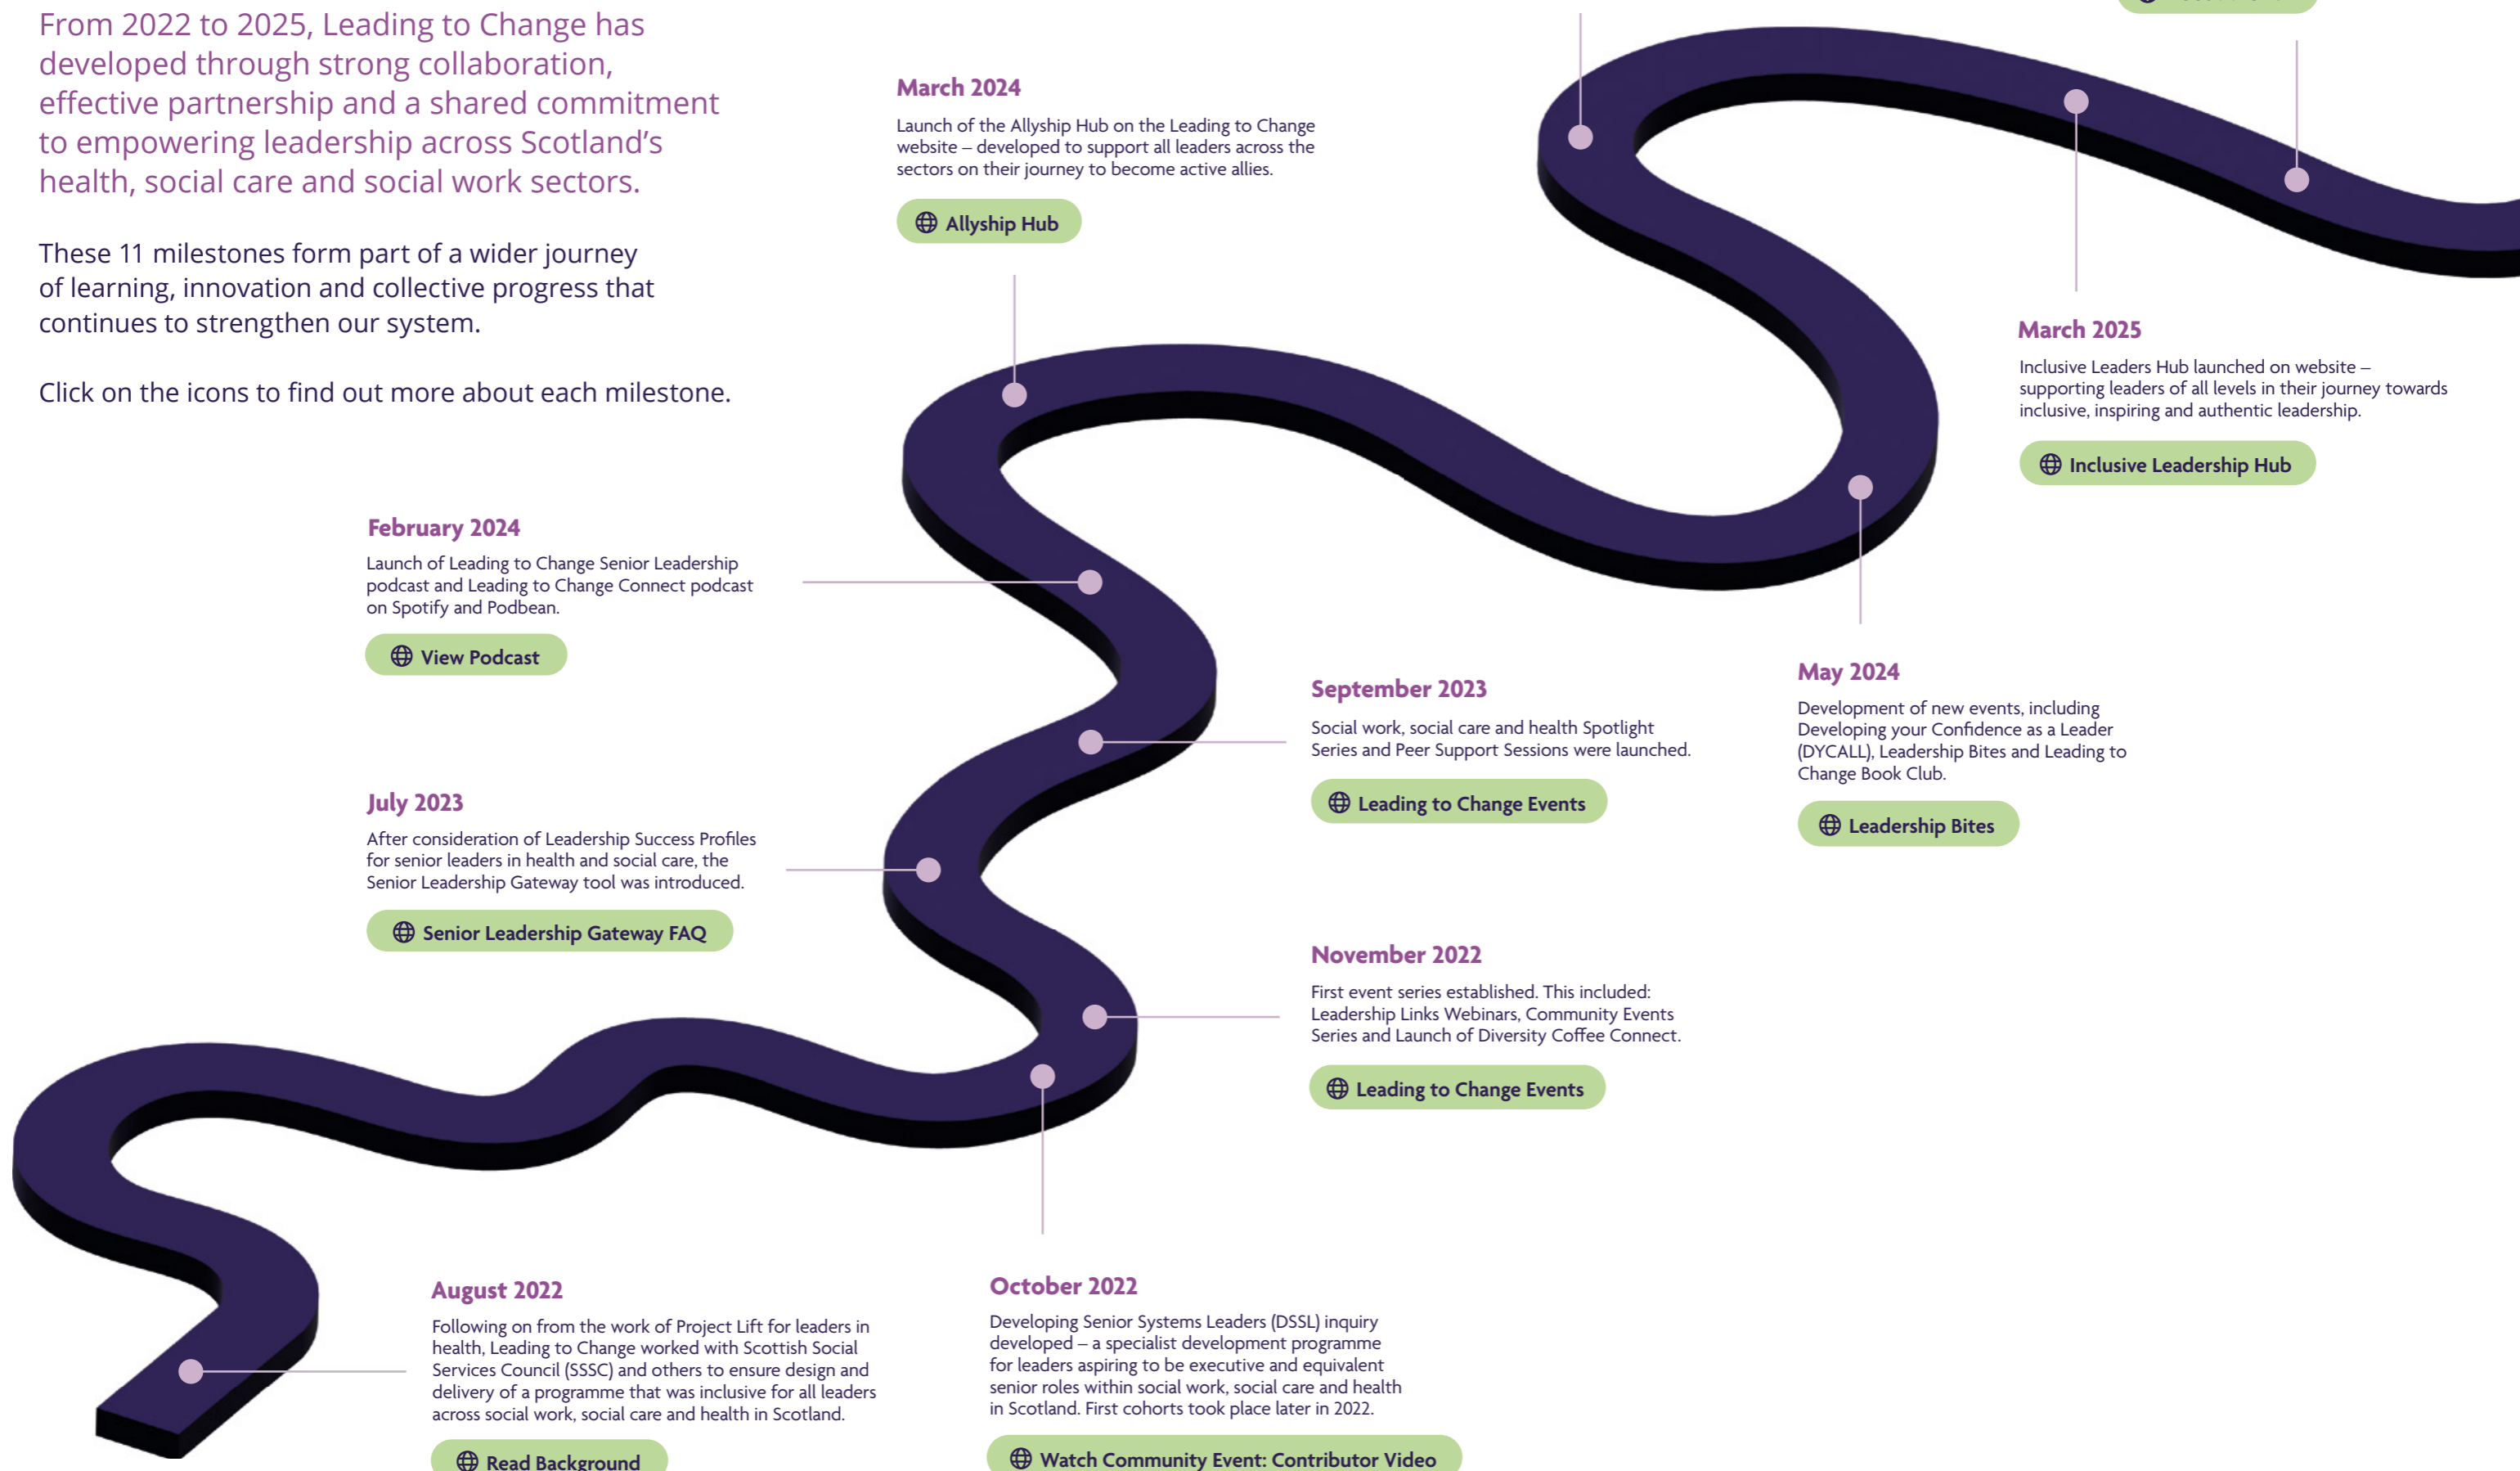 From 2022 to 2025, Leading to Change has
developed through strong collaboration,
effective partnership and a shared commitment
to empowering leadership across Scotland’s
health, social care and social work sectors.
These 11 milestones form part of a wider journey
of learning, innovation and collective progress that
continues to strengthen our system.
Click on the icons to find out more about each milestone.
March 2024
Launch of the Allyship Hub on the Leading to Change
website – developed to support all leaders across the
sectors on their journey to become active allies.
Allyship Hub
March 2025
Inclusive Leaders Hub launched on website –
supporting leaders of all levels in their journey towards
inclusive, inspiring and authentic leadership.
Inclusive Leadership Hub
February 2024
Launch of Leading to Change Senior Leadership
podcast and Leading to Change Connect podcast
on Spotify and Podbean.
View Podcast
September 2023
Social work, social care and health Spotlight
Series and Peer Support Sessions were launched.
Leading to Change Events
May 2024
Development of new events, including
Developing your Confidence as a Leader
(DYCALL), Leadership Bites and Leading to
Change Book Club.
Leadership Bites
July 2023
After consideration of Leadership Success Profiles
for senior leaders in health and social care, the
Senior Leadership Gateway tool was introduced.
Senior Leadership Gateway FAQ
November 2022
First event series established. This included:
Leadership Links Webinars, Community Events
Series and Launch of Diversity Coffee Connect.
Leading to Change Events
August 2022
Following on from the work of Project Lift for leaders in
health, Leading to Change worked with Scottish Social
Services Council (SSSC) and others to ensure design and
delivery of a programme that was inclusive for all leaders
across social work, social care and health in Scotland.
Read Background
October 2022
Developing Senior Systems Leaders (DSSL) inquiry
developed – a specialist development programme
for leaders aspiring to be executive and equivalent
senior roles within social work, social care and health
in Scotland. First cohorts took place later in 2022.
Watch Community Event: Contributor Video